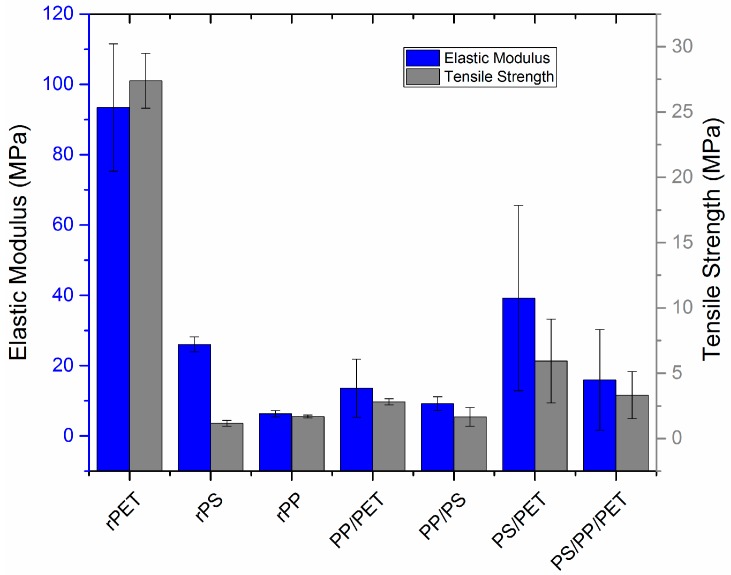 Elastic Modulus (MPa)
120
100
80
60
40
20
0
Elastic Modulus
Tensile Strength
30
25
20
15
10
5
0
Tensile Strength (MPa)
rPET
rPS
rPP
PP/PET
PP/PS
PS/PET
PS/PP/PET